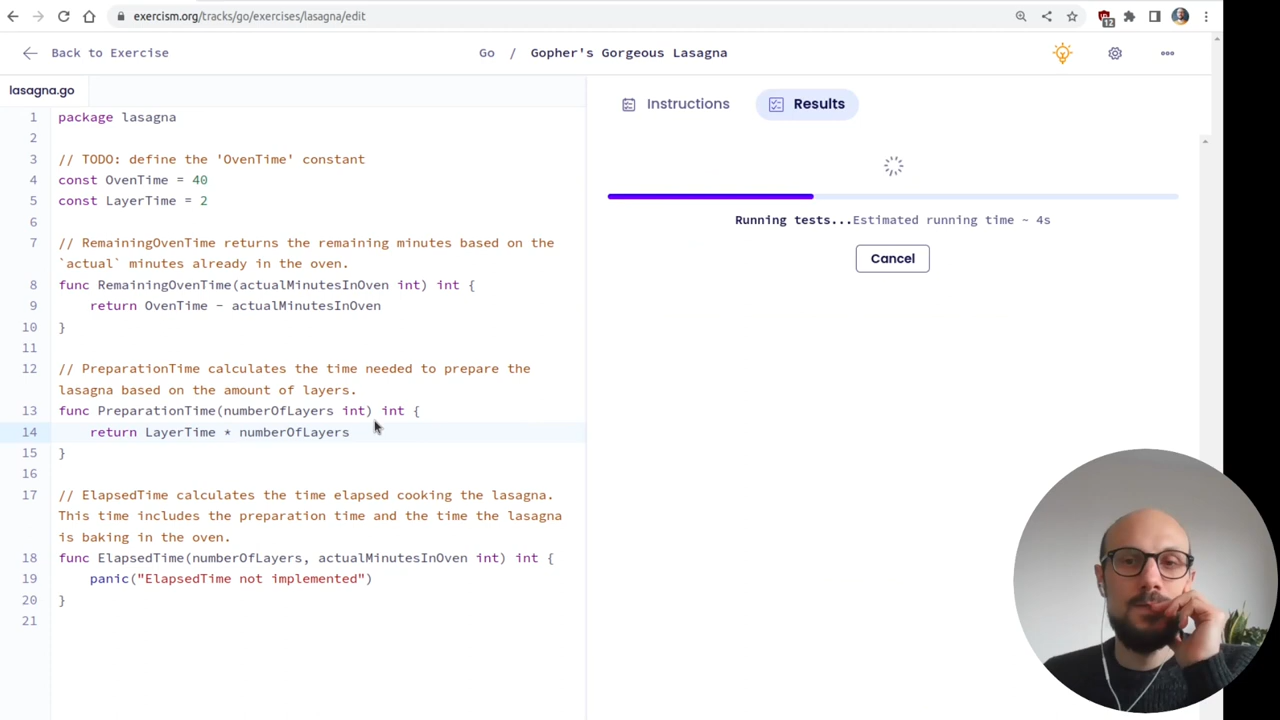 exercism.org/tracks/go/exercises/lasagna/edit
12
Back to Exercise
Go / Gopher's Gorgeous Lasagna
lasagna.go
Instructions
Results
1 package lasagna
2
3 // TODO: define the 'OvenTime' constant
4 const OvenTime = 40
5 const LayerTime = 2
6
7 // RemainingOvenTime returns the remaining minutes based on the
`actual` minutes already in the oven.
8 func RemainingOvenTime(actualMinutesInOven int) int {
9 return OvenTime - actualMinutesInOven
10 }
11
12 // PreparationTime calculates the time needed to prepare the
lasagna based on the amount of layers.
13 func PreparationTime(numberOfLayers int) int {
14 return LayerTime * numberOfLayers
15 }
16
17 // ElapsedTime calculates the time elapsed cooking the lasagna.
This time includes the preparation time and the time the lasagna
is baking in the oven.
18 func ElapsedTime(numberOfLayers, actualMinutesInOven int) int {
19 panic("ElapsedTime not implemented")
20 }
21
Running tests...Estimated running time ~ 4s
Cancel